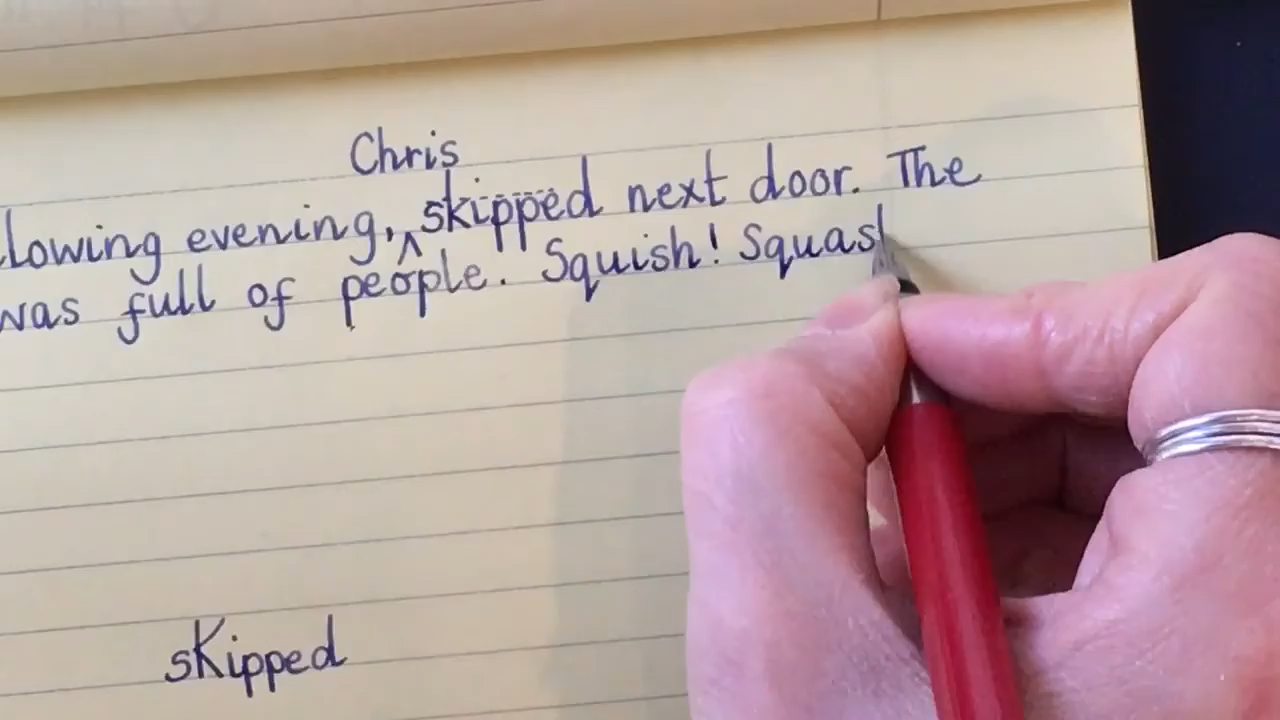 Chris
lowing evening, ^ skipped next door. The
was full of people. Squish! Squas
skipped